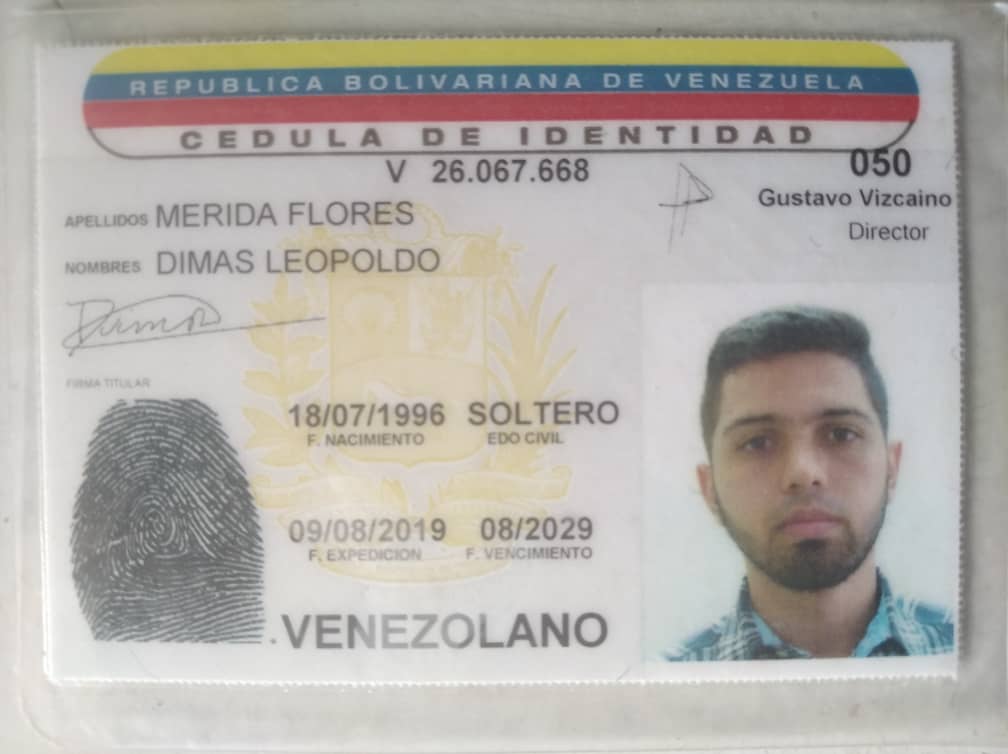 REPUBLICA BOLIVARIANA DE VENEZUELA
CEDULA DE IDENTIDAD
V 26.067.668
050
Gustavo Vizcaino
Director
APELLIDOS MERIDA FLORES
NOMBRES DIMAS LEOPOLDO
Dimas
FIRMA TITULAR
18/07/1996 SOLTERO
F. NACIMIENTO EDO CIVIL
09/08/2019 08/2029
F. EXPEDICION F. VENCIMIENTO
VENEZOLANO